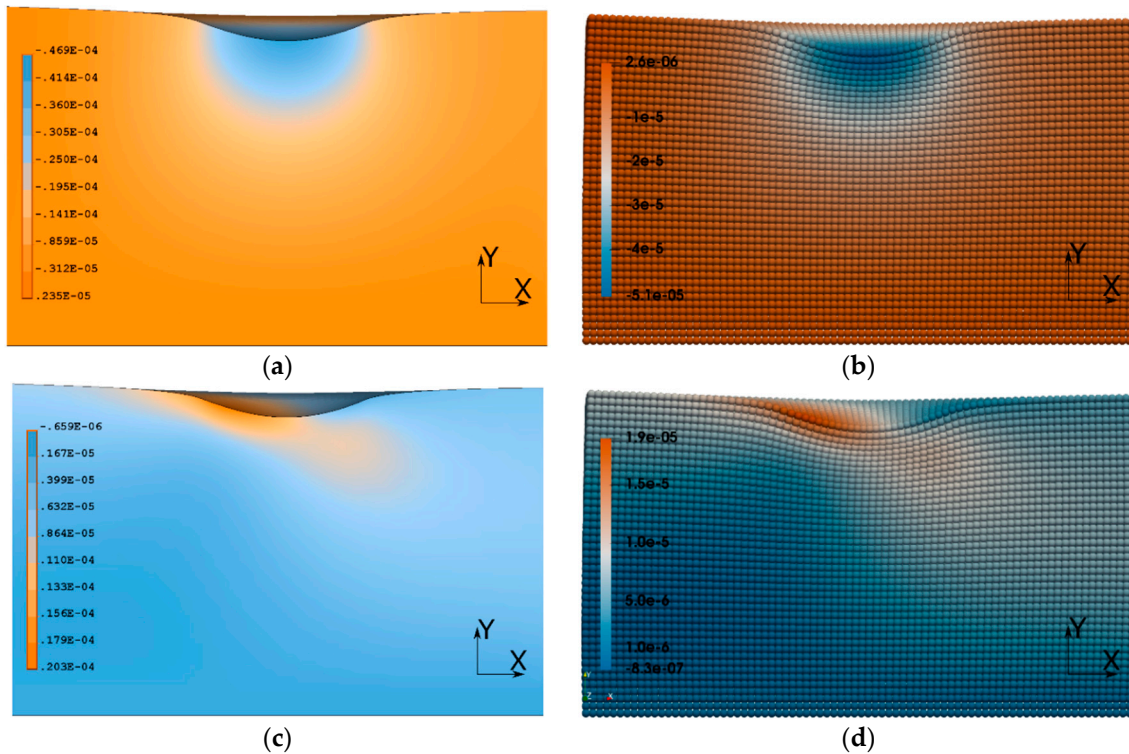 -.469E-04
-.414E-04
-.360E-04
-.305E-04
-.250E-04
-.195E-04
-.141E-04
-.859E-05
-.312E-05
.235E-05
Y
X
(a)
2.6e-06
-1e-5
-2e-5
-3e-5
-4e-5
-5.1e-05
Y
X
(b)
-.659E-06
.167E-05
.399E-05
.632E-05
.864E-05
.110E-04
.133E-04
.156E-04
.179E-04
.203E-04
Y
X
(c)
1.9e-05
1.5e-5
1.0e-5
5.0e-6
1.0e-6
-8.3e-07
Y
Z X
Y
X
(d)